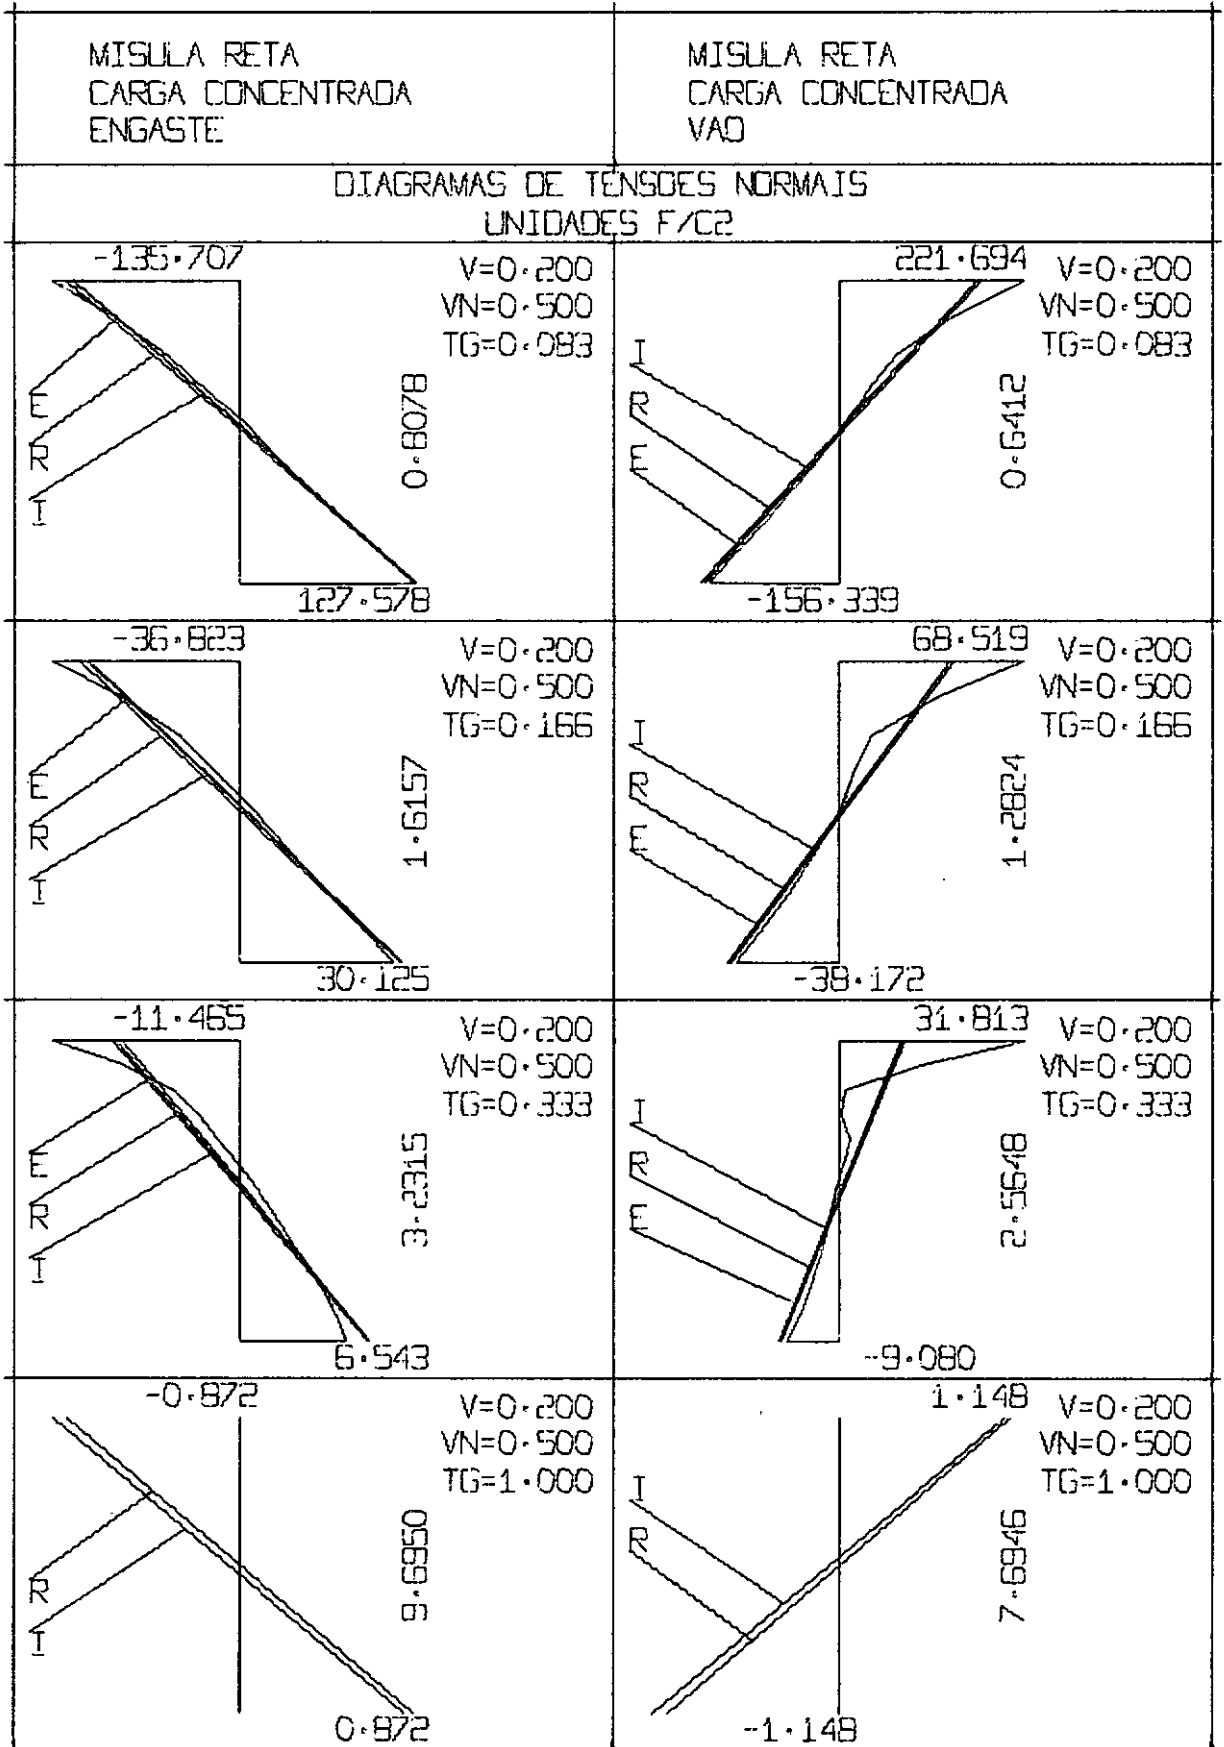 MISULA RETA
CARGA CONCENTRADA
ENGASTE
MISULA RETA
CARGA CONCENTRADA
VAO
DIAGRAMAS DE TENSOES NORMAIS
UNIDADES F/C2
-135.707
V=0.200
VN=0.500
TG=0.083
E
R
I
0.8078
127.578
221.694
V=0.200
VN=0.500
TG=0.083
I
R
E
0.6412
-156.339
-36.823
V=0.200
VN=0.500
TG=0.166
E
R
I
1.6157
30.125
68.519
V=0.200
VN=0.500
TG=0.166
I
R
E
1.2824
-38.172
-11.465
V=0.200
VN=0.500
TG=0.333
E
R
I
3.2315
6.543
31.813
V=0.200
VN=0.500
TG=0.333
I
R
E
2.5648
-9.080
-0.872
V=0.200
VN=0.500
TG=1.000
R
I
9.6950
0.872
1.148
V=0.200
VN=0.500
TG=1.000
I
R
7.6946
-1.148